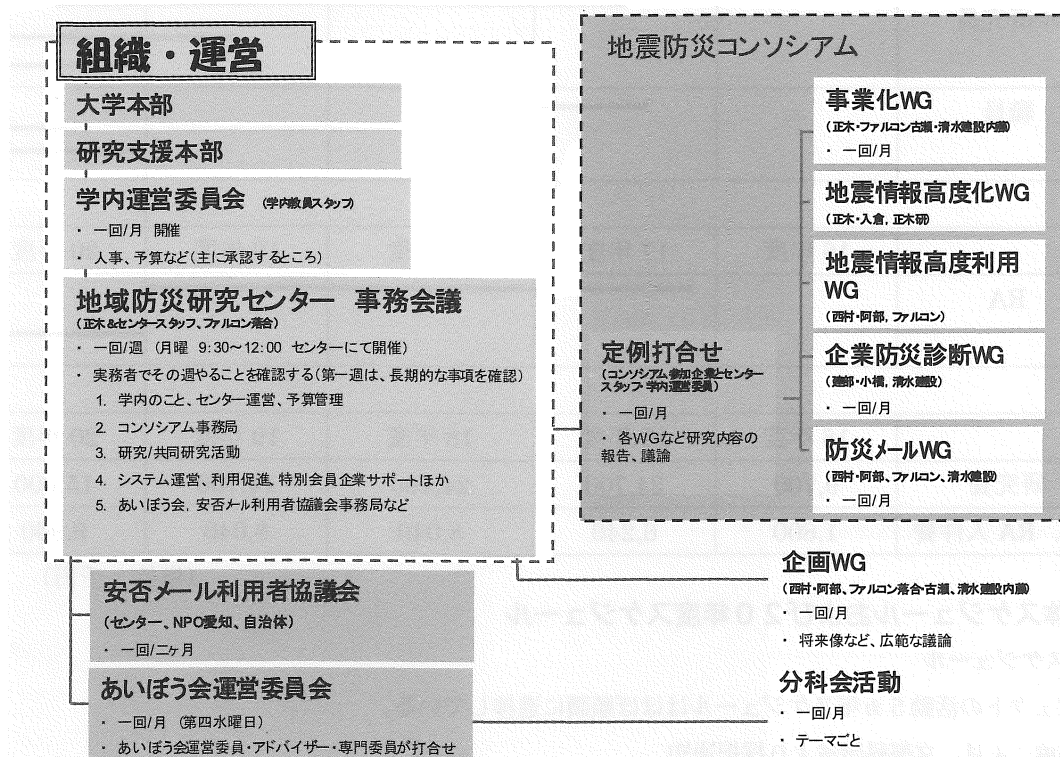 組織・運営
大学本部
研究支援本部
学内運営委員会 (学内教員スタッフ)
・ 一回/月 開催
・ 人事、予算など(主に承認するところ)
地域防災研究センター 事務会議
(正木&センタースタッフ、ファルコン落合)
・ 一回/週 (月曜 9:30～12:00 センターにて開催)
・ 実務者でその週やることを確認する(第一週は、長期的な事項を確認)
1. 学内のこと、センター運営、予算管理
2. コンソシアム事務局
3. 研究/共同研究活動
4. システム運営、利用促進、特別会員企業サポートほか
5. あいぼう会，安否メール利用者協議会事務局など
安否メール利用者協議会
(センター、NPO愛知、自治体)
・ 一回/二ヶ月
あいぼう会運営委員会
・ 一回/月 (第四水曜日)
・ あいぼう会運営委員・アドバイザー・専門委員が打合せ
地震防災コンソシアム
定例打合せ
(コンソシアム参加企業とセンター
スタッフ・学内運営委員)
・ 一回/月
・ 各WGなど研究内容の
報告、議論
事業化WG
(正木・ファルコン古瀬・清水建設内藤)
・ 一回/月
地震情報高度化WG
(正木・入倉，正木研)
地震情報高度利用
WG
(西村・阿部，ファルコン)
企業防災診断WG
(建部・小橋，清水建設)
・ 一回/月
防災メールWG
(西村・阿部、ファルコン、清水建設)
・ 一回/月
企画WG
(西村・阿部、ファルコン落合・古瀬、清水建設内藤)
・ 一回/月
・ 将来像など、広範な議論
分科会活動
・ 一回/月
・ テーマごと